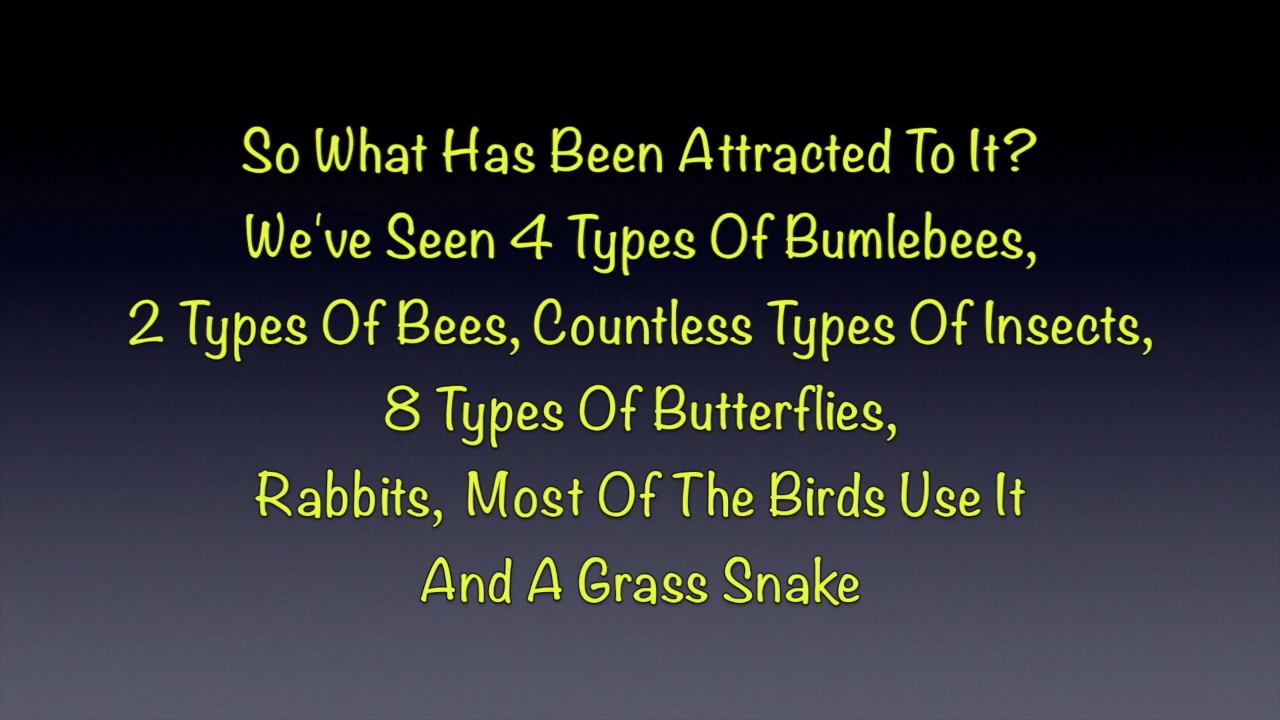 So What Has Been Attracted To It?
We've Seen 4 Types Of Bumlebees,
2 Types Of Bees, Countless Types Of Insects,
8 Types Of Butterflies,
Rabbits, Most Of The Birds Use It
And A Grass Snake